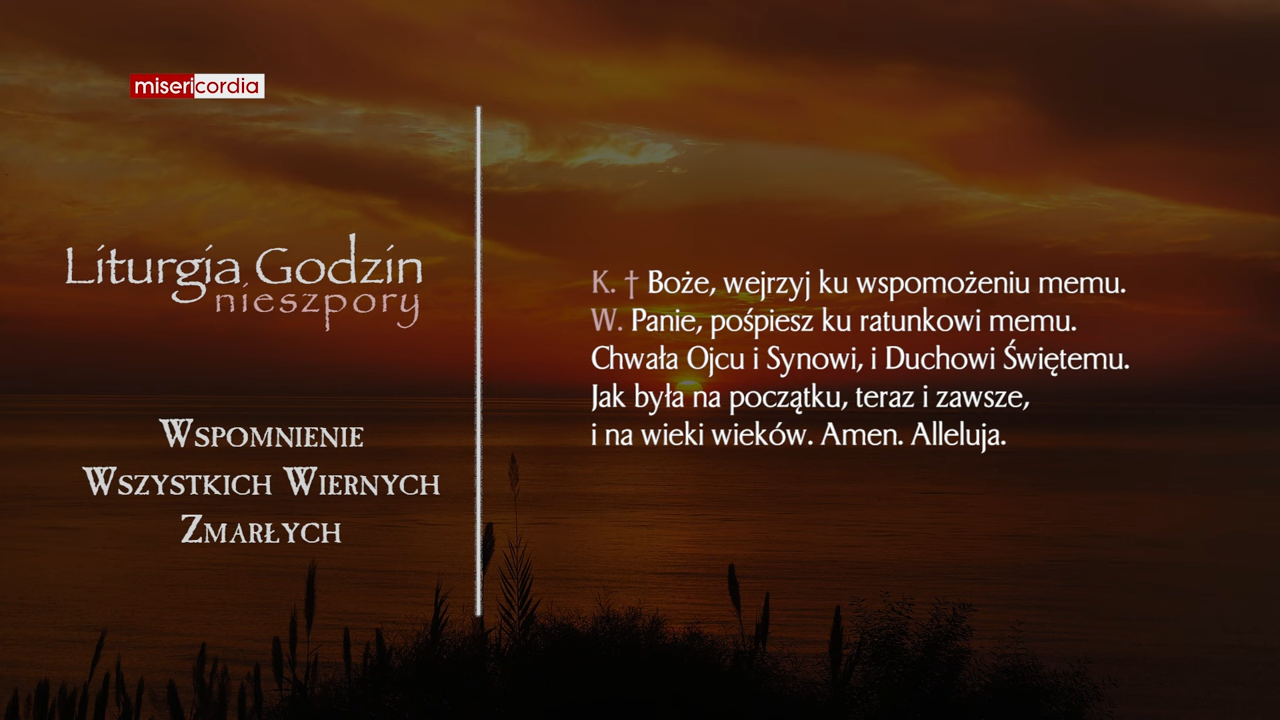 misericordia
Liturgia Godzin
nieszpory
Wspomnienie
Wszystkich Wiernych
Zmarłych
K. † Boże, wejrzyj ku wspomożeniu memu.
W. Panie, pośpiesz ku ratunkowi memu.
Chwała Ojcu i Synowi, i Duchowi Świętemu.
Jak była na początku, teraz i zawsze,
i na wieki wieków. Amen. Alleluja.